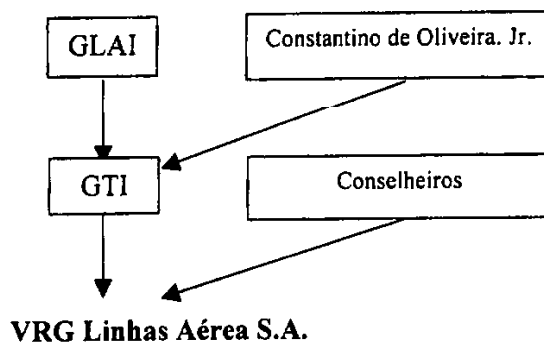 GLAI
Constantino de Oliveira. Jr.
GTI
Conselheiros
VRG Linhas Aérea S.A.